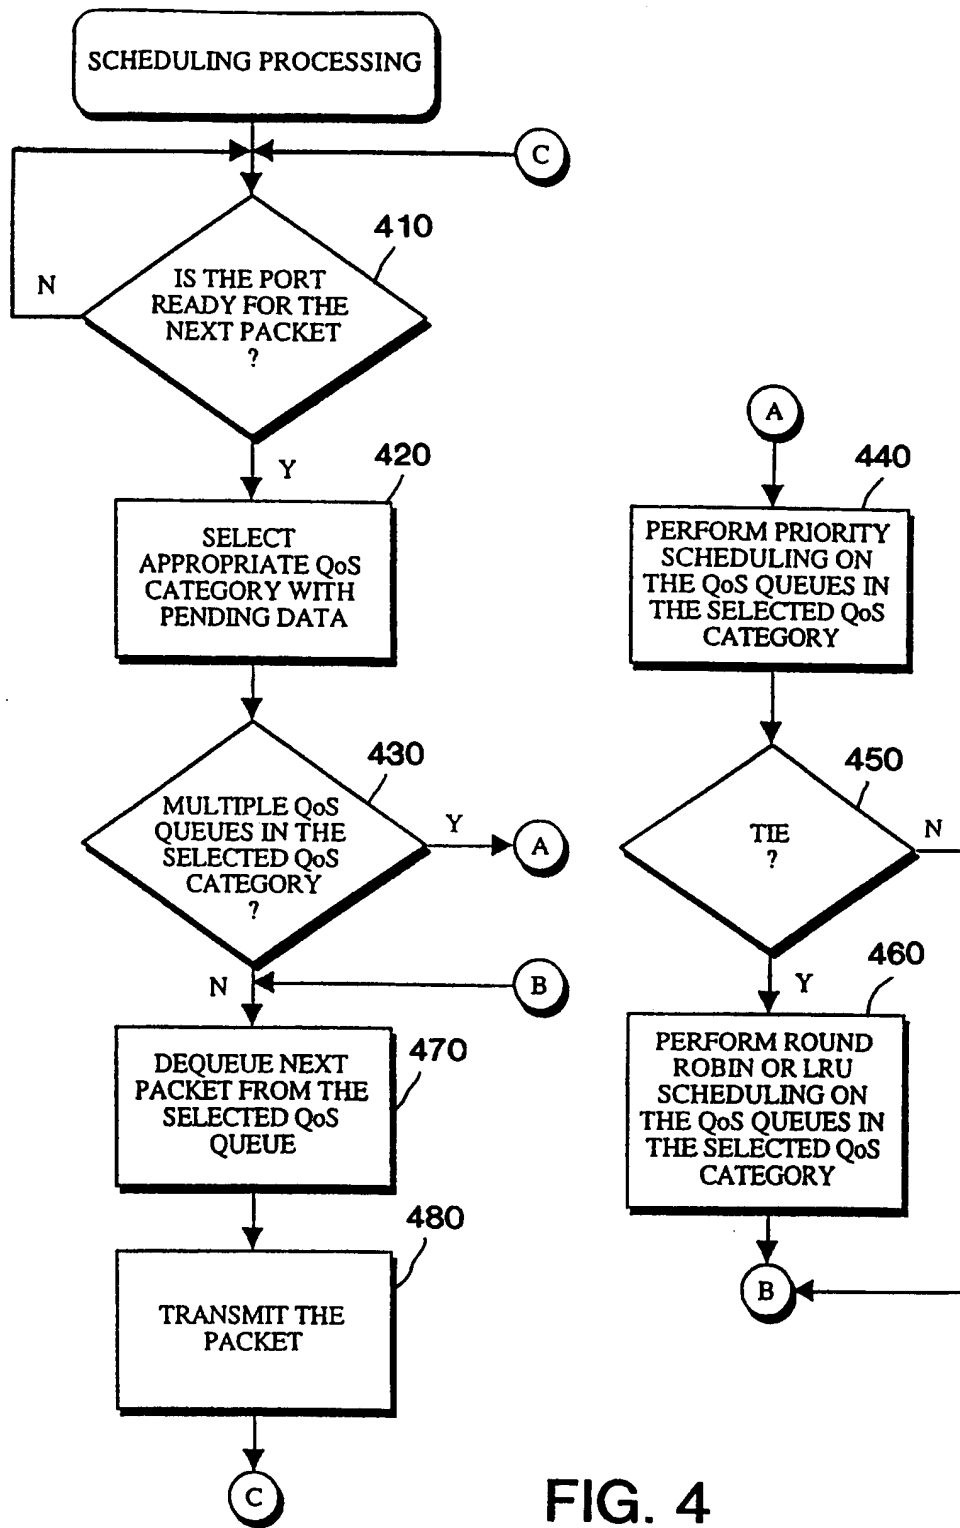 SCHEDULING PROCESSING
C
410
IS THE PORT
READY FOR THE
NEXT PACKET
?
N
Y
420
SELECT
APPROPRIATE QoS
CATEGORY WITH
PENDING DATA
430
MULTIPLE QoS
QUEUES IN THE
SELECTED QoS
CATEGORY
?
Y
A
N
B
470
DEQUEUE NEXT
PACKET FROM THE
SELECTED QoS
QUEUE
480
TRANSMIT THE
PACKET
C
A
440
PERFORM PRIORITY
SCHEDULING ON
THE QoS QUEUES IN
THE SELECTED QoS
CATEGORY
450
TIE
?
N
Y
460
PERFORM ROUND
ROBIN OR LRU
SCHEDULING ON
THE QoS QUEUES IN
THE SELECTED QoS
CATEGORY
B
FIG. 4